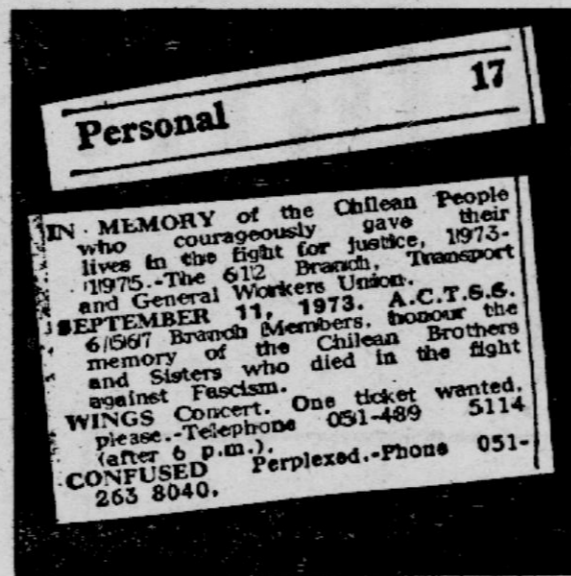 Personal 17
IN MEMORY of the Chilean People
who courageously gave their
lives in the fight for justice, 1973-
1975.-The 612 Branch, Transport
and General Workers Union.
SEPTEMBER 11, 1973. A.C.T.S.S.
6/567 Branch Members, honour the
memory of the Chilean Brothers
and Sisters who died in the fight
against Fascism.
WINGS Concert. One ticket wanted,
please.-Telephone 051-489 5114
(after 6 p.m.).
CONFUSED Perplexed.-Phone 051-
263 8040.